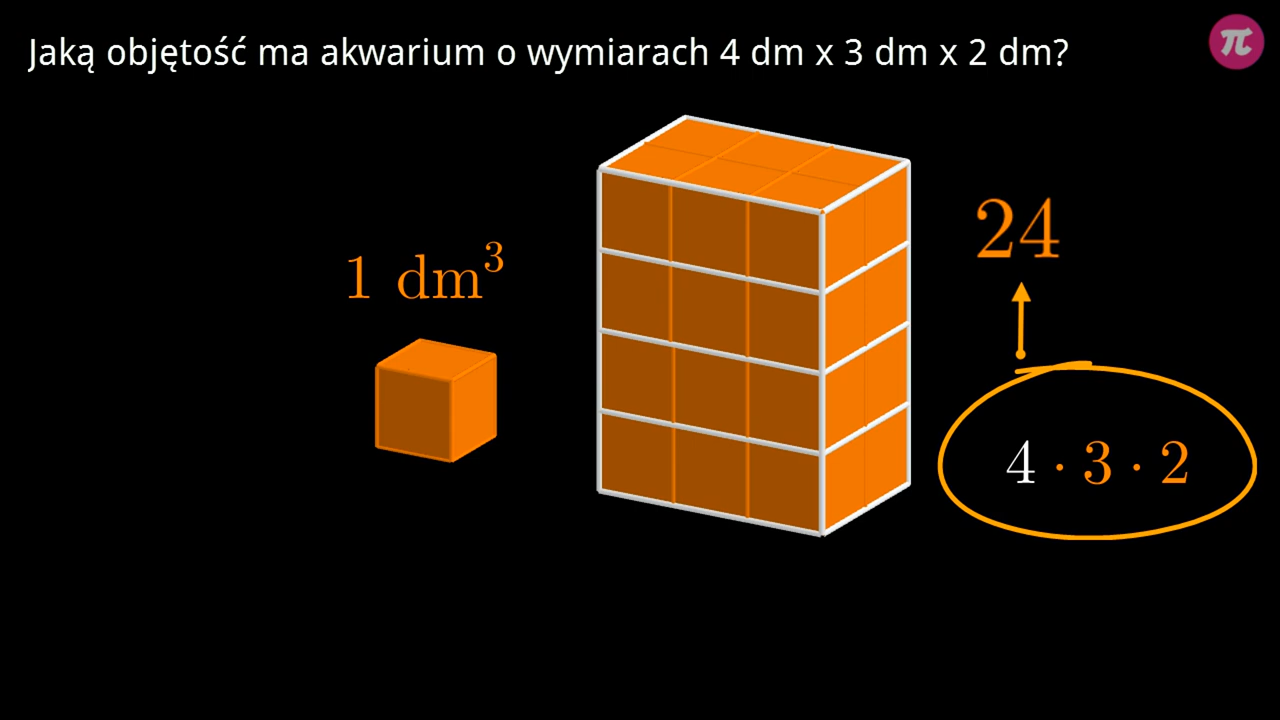 Jaką objętość ma akwarium o wymiarach 4 dm x 3 dm x 2 dm?
π
24
1 dm³
4 · 3 · 2